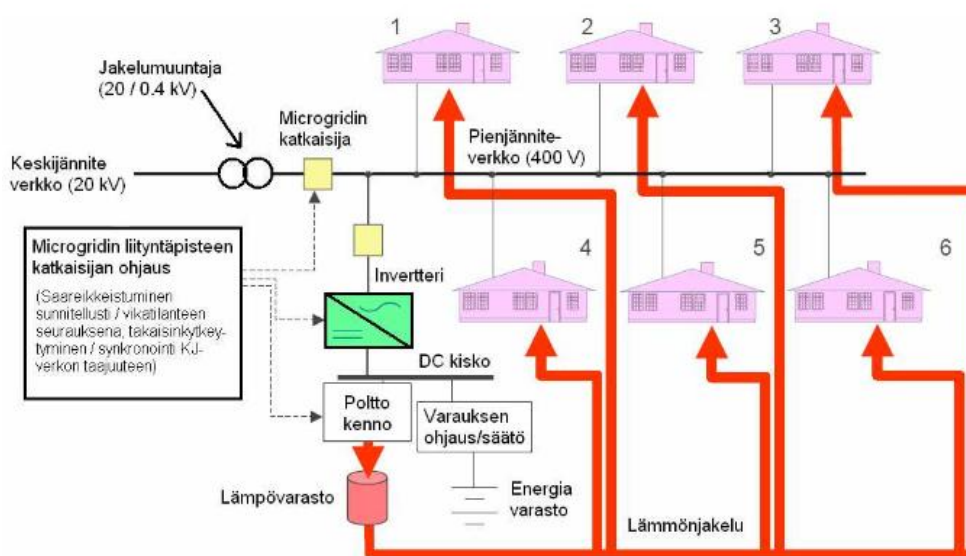 1
2
3
Jakelumuuntaja
(20 / 0.4 kV)
Microgridin
katkaisija
Pienjännite-
verkko (400 V)
Keskijännite
verkko (20 kV)
Microgridin liityntäpisteen
katkaisijan ohjaus
(Saareikkeistuminen
sunnitellusti / vikatilanteen
seurauksena, takaisinkytkey-
tyminen / synkronointi KJ-
verkon taajuuteen)
4
5
6
Invertteri
DC kisko
Poltto
kenno
Varauksen
ohjaus/säätö
Lämpövarasto
Energia
varasto
Lämmönjakelu